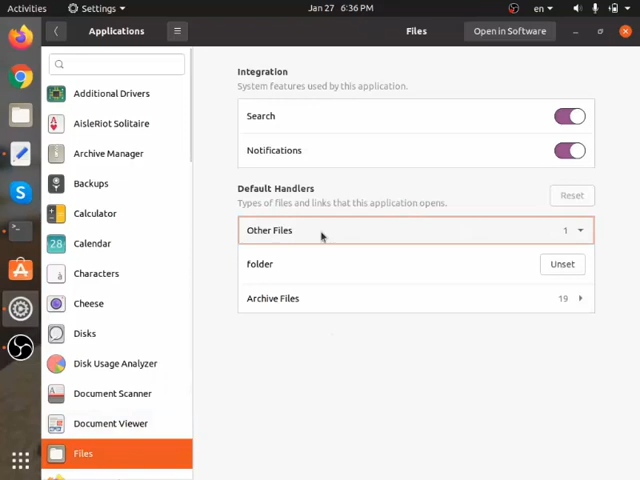 Activities
Settings
Jan 27 6:36 PM
en
Applications
Files
Open in Software
Additional Drivers
AisleRiot Solitaire
Archive Manager
Backups
Calculator
28
Calendar
Characters
Cheese
Disks
Disk Usage Analyzer
Document Scanner
Document Viewer
Files
Integration
System features used by this application.
Search
Notifications
Default Handlers
Types of files and links that this application opens.
Reset
Other Files
1
folder
Unset
Archive Files
19